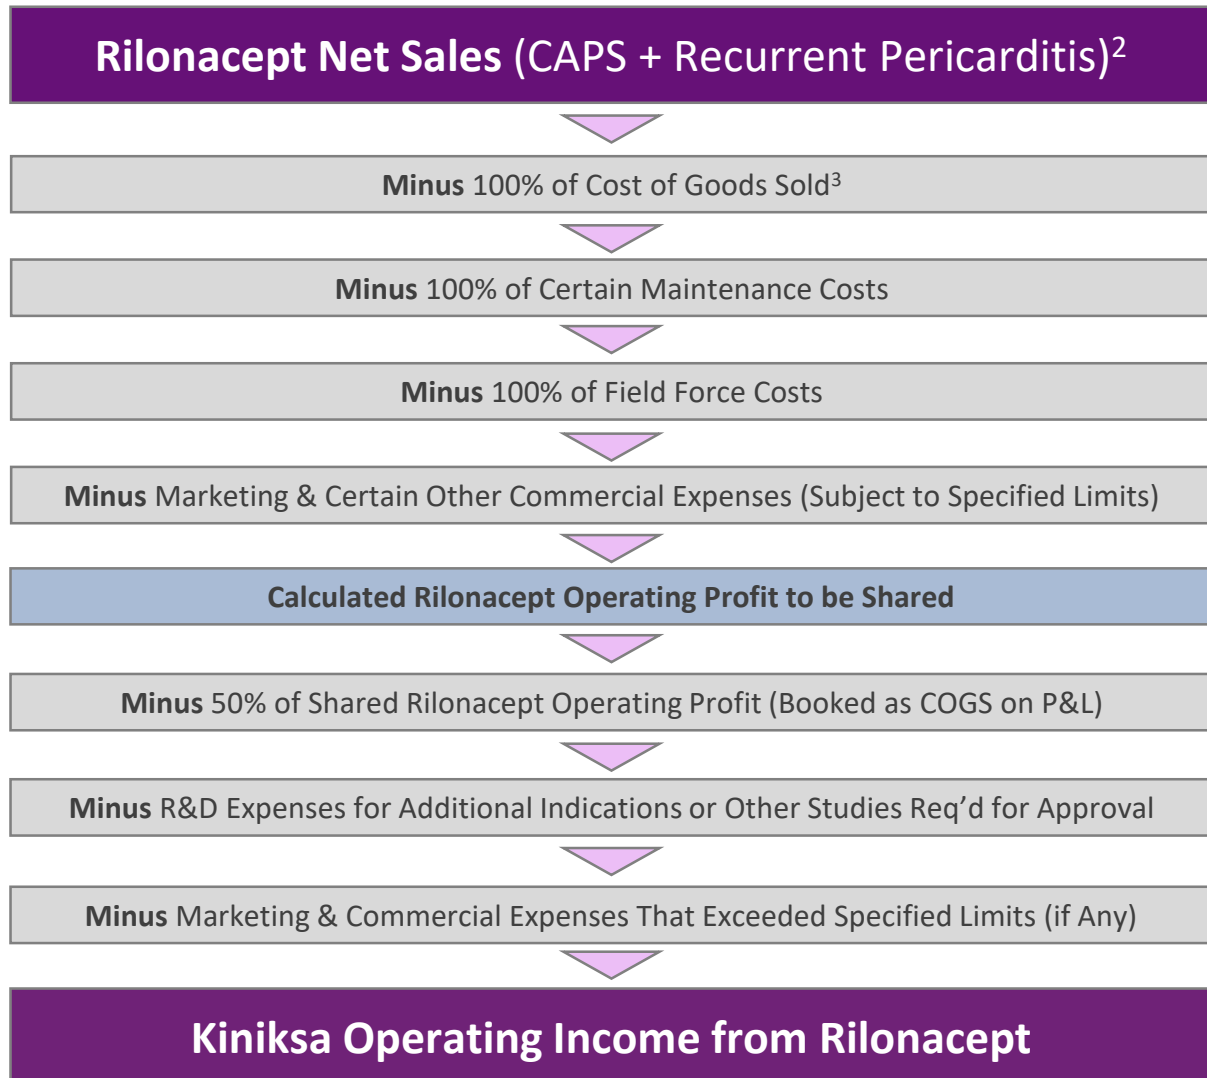 Rilonacept Net Sales (CAPS + Recurrent Pericarditis)²
Minus 100% of Cost of Goods Sold³
Minus 100% of Certain Maintenance Costs
Minus 100% of Field Force Costs
Minus Marketing & Certain Other Commercial Expenses (Subject to Specified Limits)
Calculated Rilonacept Operating Profit to be Shared
Minus 50% of Shared Rilonacept Operating Profit (Booked as COGS on P&L)
Minus R&D Expenses for Additional Indications or Other Studies Req’d for Approval
Minus Marketing & Commercial Expenses That Exceeded Specified Limits (if Any)
Kiniksa Operating Income from Rilonacept